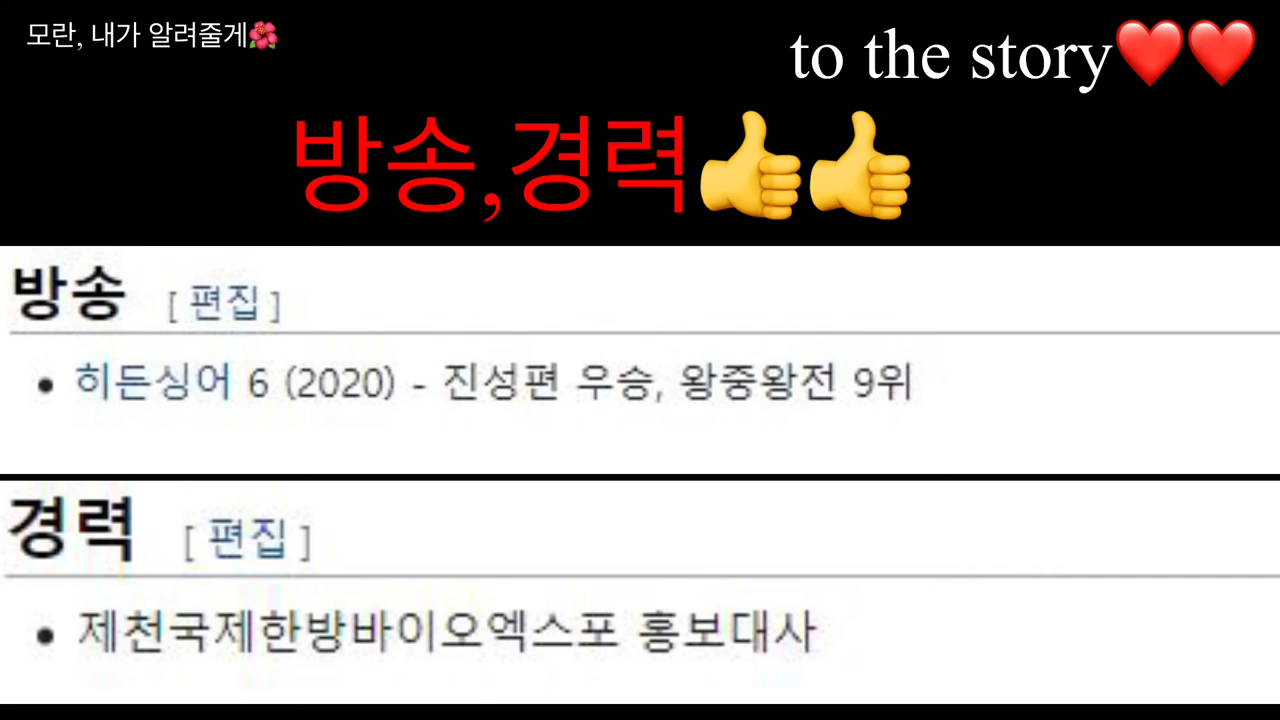 모란, 내가 알려줄게🌺
to the story❤️❤️
방송,경력👍👍
방송 [ 편집 ]
• 히든싱어 6 (2020) - 진성편 우승, 왕중왕전 9위
경력 [ 편집 ]
• 제천국제한방바이오엑스포 홍보대사